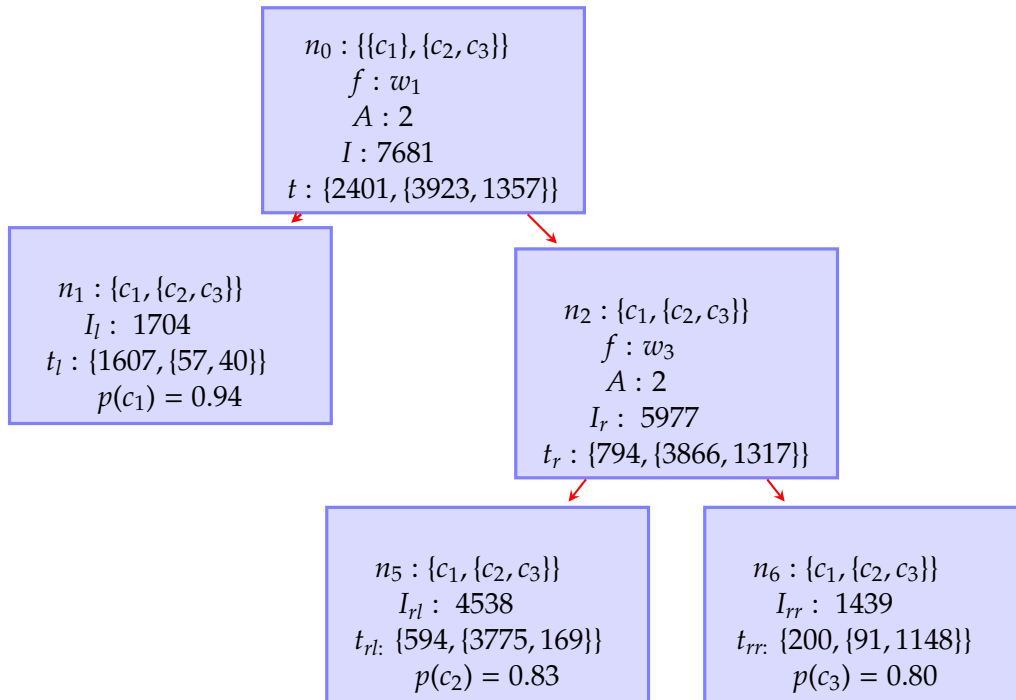 n₀ : {{c₁}, {c₂, c₃}}
f : w₁
A : 2
I : 7681
t : {2401, {3923, 1357}}
n₁ : {c₁, {c₂, c₃}}
Iₗ : 1704
tₗ : {1607, {57, 40}}
p(c₁) = 0.94
n₂ : {c₁, {c₂, c₃}}
f : w₃
A : 2
Iᵣ : 5977
tᵣ : {794, {3866, 1317}}
n₅ : {c₁, {c₂, c₃}}
Iᵣₗ : 4538
tᵣₗ: {594, {3775, 169}}
p(c₂) = 0.83
n₆ : {c₁, {c₂, c₃}}
Iᵣᵣ : 1439
tᵣᵣ: {200, {91, 1148}}
p(c₃) = 0.80